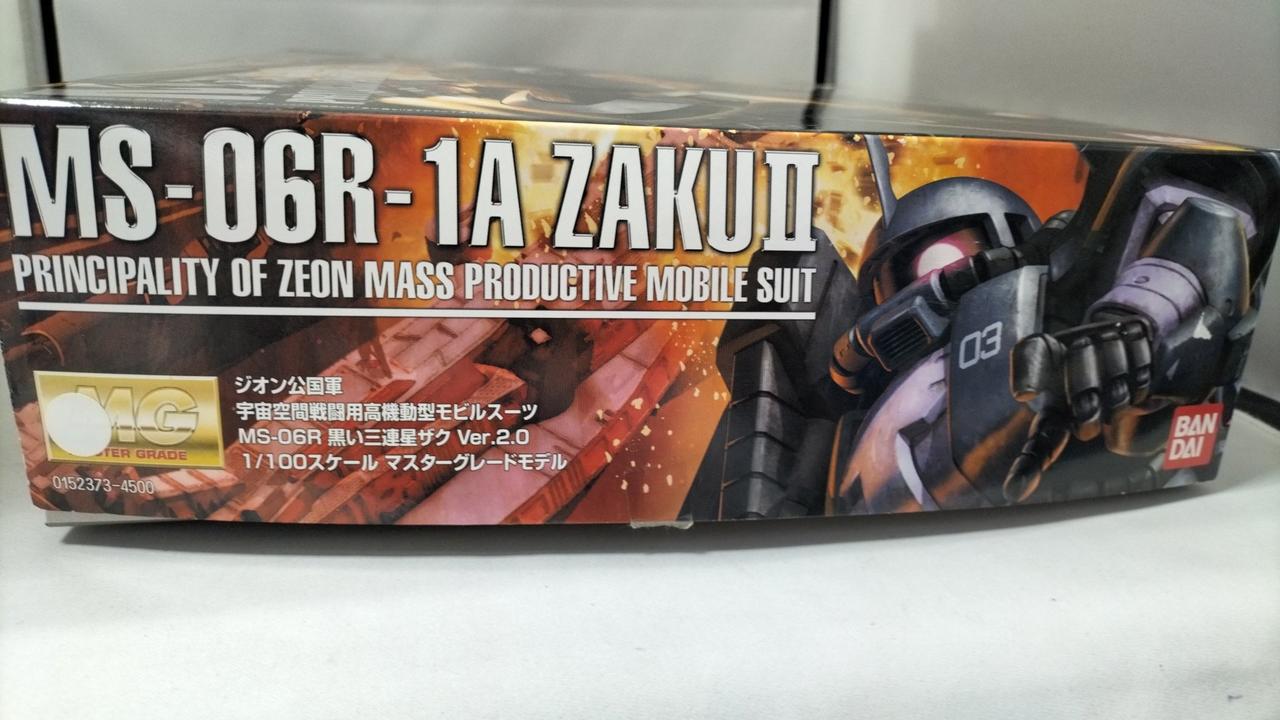 MS-06R-1A ZAKUII
PRINCIPALITY OF ZEON MASS PRODUCTIVE MOBILE SUIT
MG
GRADE
ジオン公国軍
宇宙空間戦闘用高機動型モビルスーツ
MS-06R 黒い三連星ザク Ver.2.0
1/100スケール マスターグレードモデル
0152373-4500
03
BAN
DAI